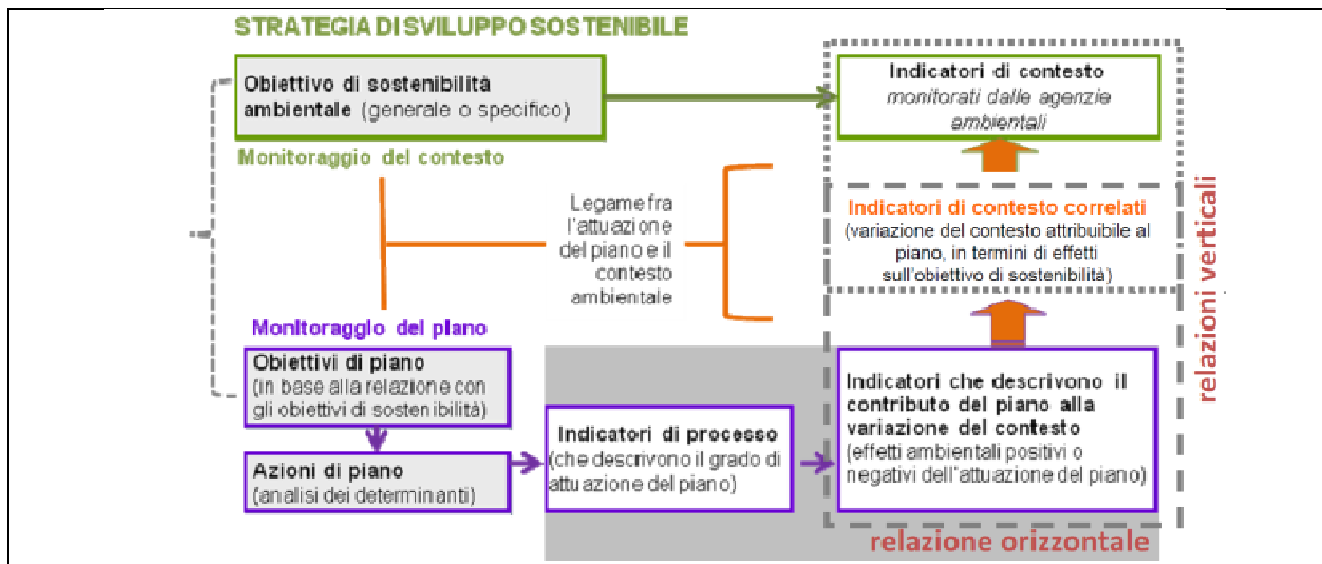 STRATEGIA DI SVILUPPO SOSTENIBILE
Obiettivo di sostenibilità
ambientale (generale o specifico)
Indicatori di contesto
monitorati dalle agenzie
ambientali
Monitoraggio del contesto
Legame fra
l'attuazione
del piano e il
contesto
ambientale
Indicatori di contesto correlati
(variazione del contesto attribuibile al
piano, in termini di effetti
sull'obiettivo di sostenibilità)
relazioni verticali
Monitoraggio del piano
Obiettivi di piano
(in base alla relazione con
gli obiettivi di sostenibilità)
Azioni di piano
(analisi dei determinanti)
Indicatori di processo
(che descrivono il grado di
attuazione del piano)
Indicatori che descrivono il
contributo del piano alla
variazione del contesto
(effetti ambientali positivi o
negativi dell'attuazione del piano)
relazione orizzontale